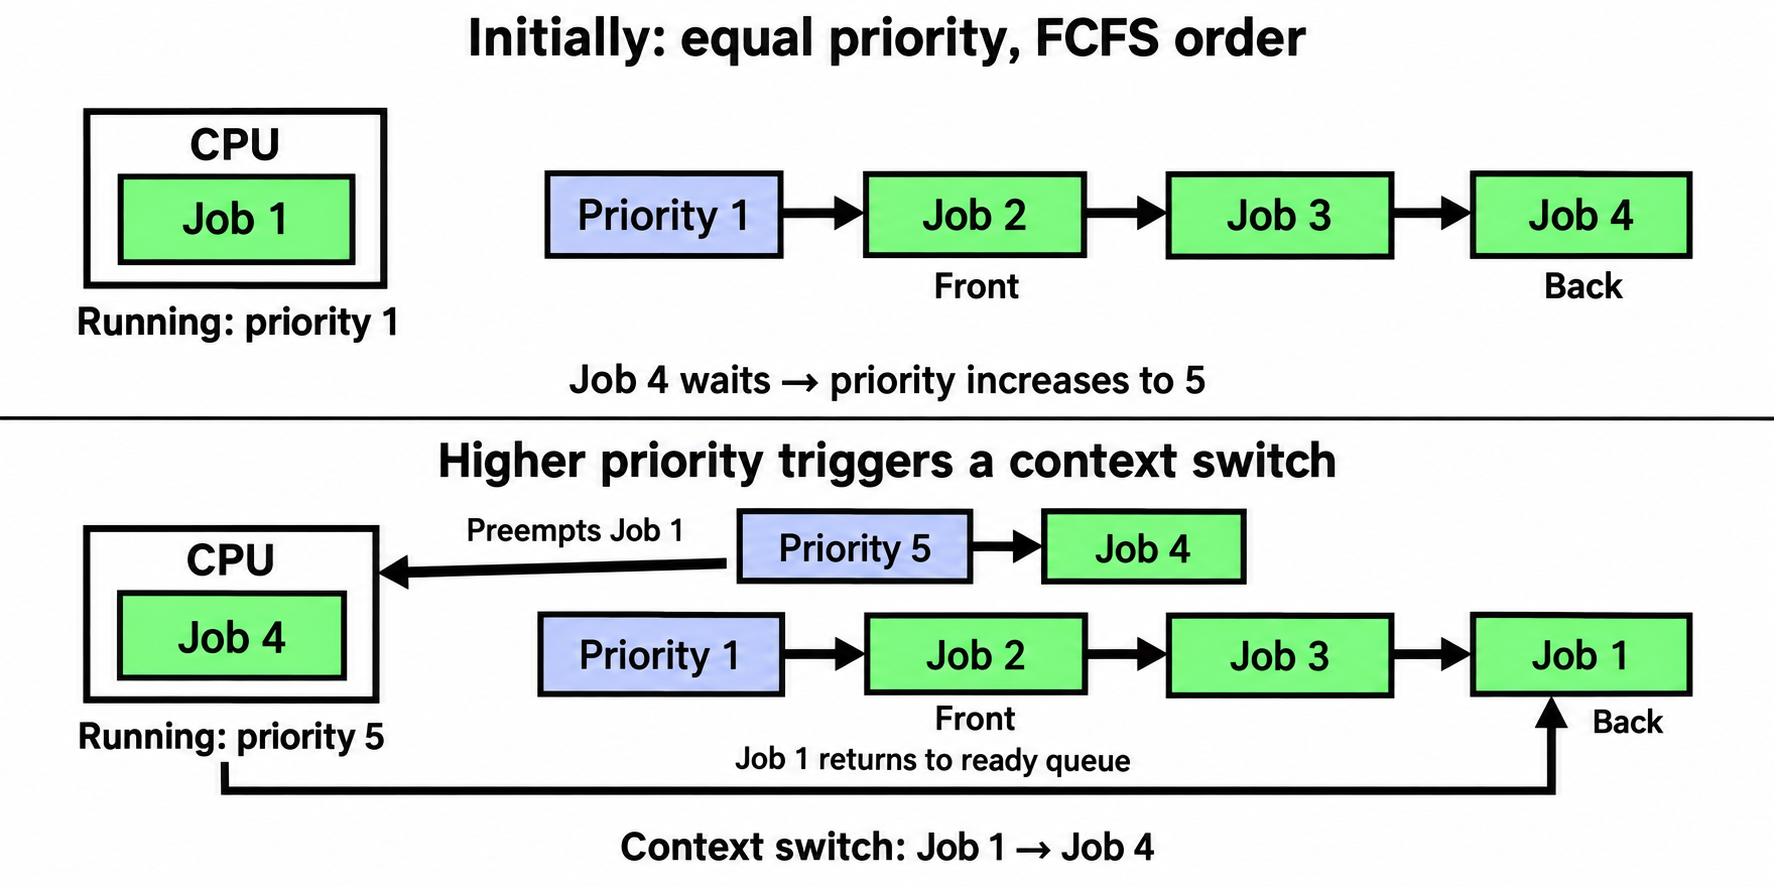 Initially: equal priority, FCFS order
CPU
Job 1
Running: priority 1
Priority 1
Job 2
Job 3
Job 4
Front
Back
Job 4 waits → priority increases to 5
Higher priority triggers a context switch
CPU
Job 4
Running: priority 5
Preempts Job 1
Priority 5
Job 4
Priority 1
Job 2
Job 3
Job 1
Front
Back
Job 1 returns to ready queue
Context switch: Job 1 → Job 4